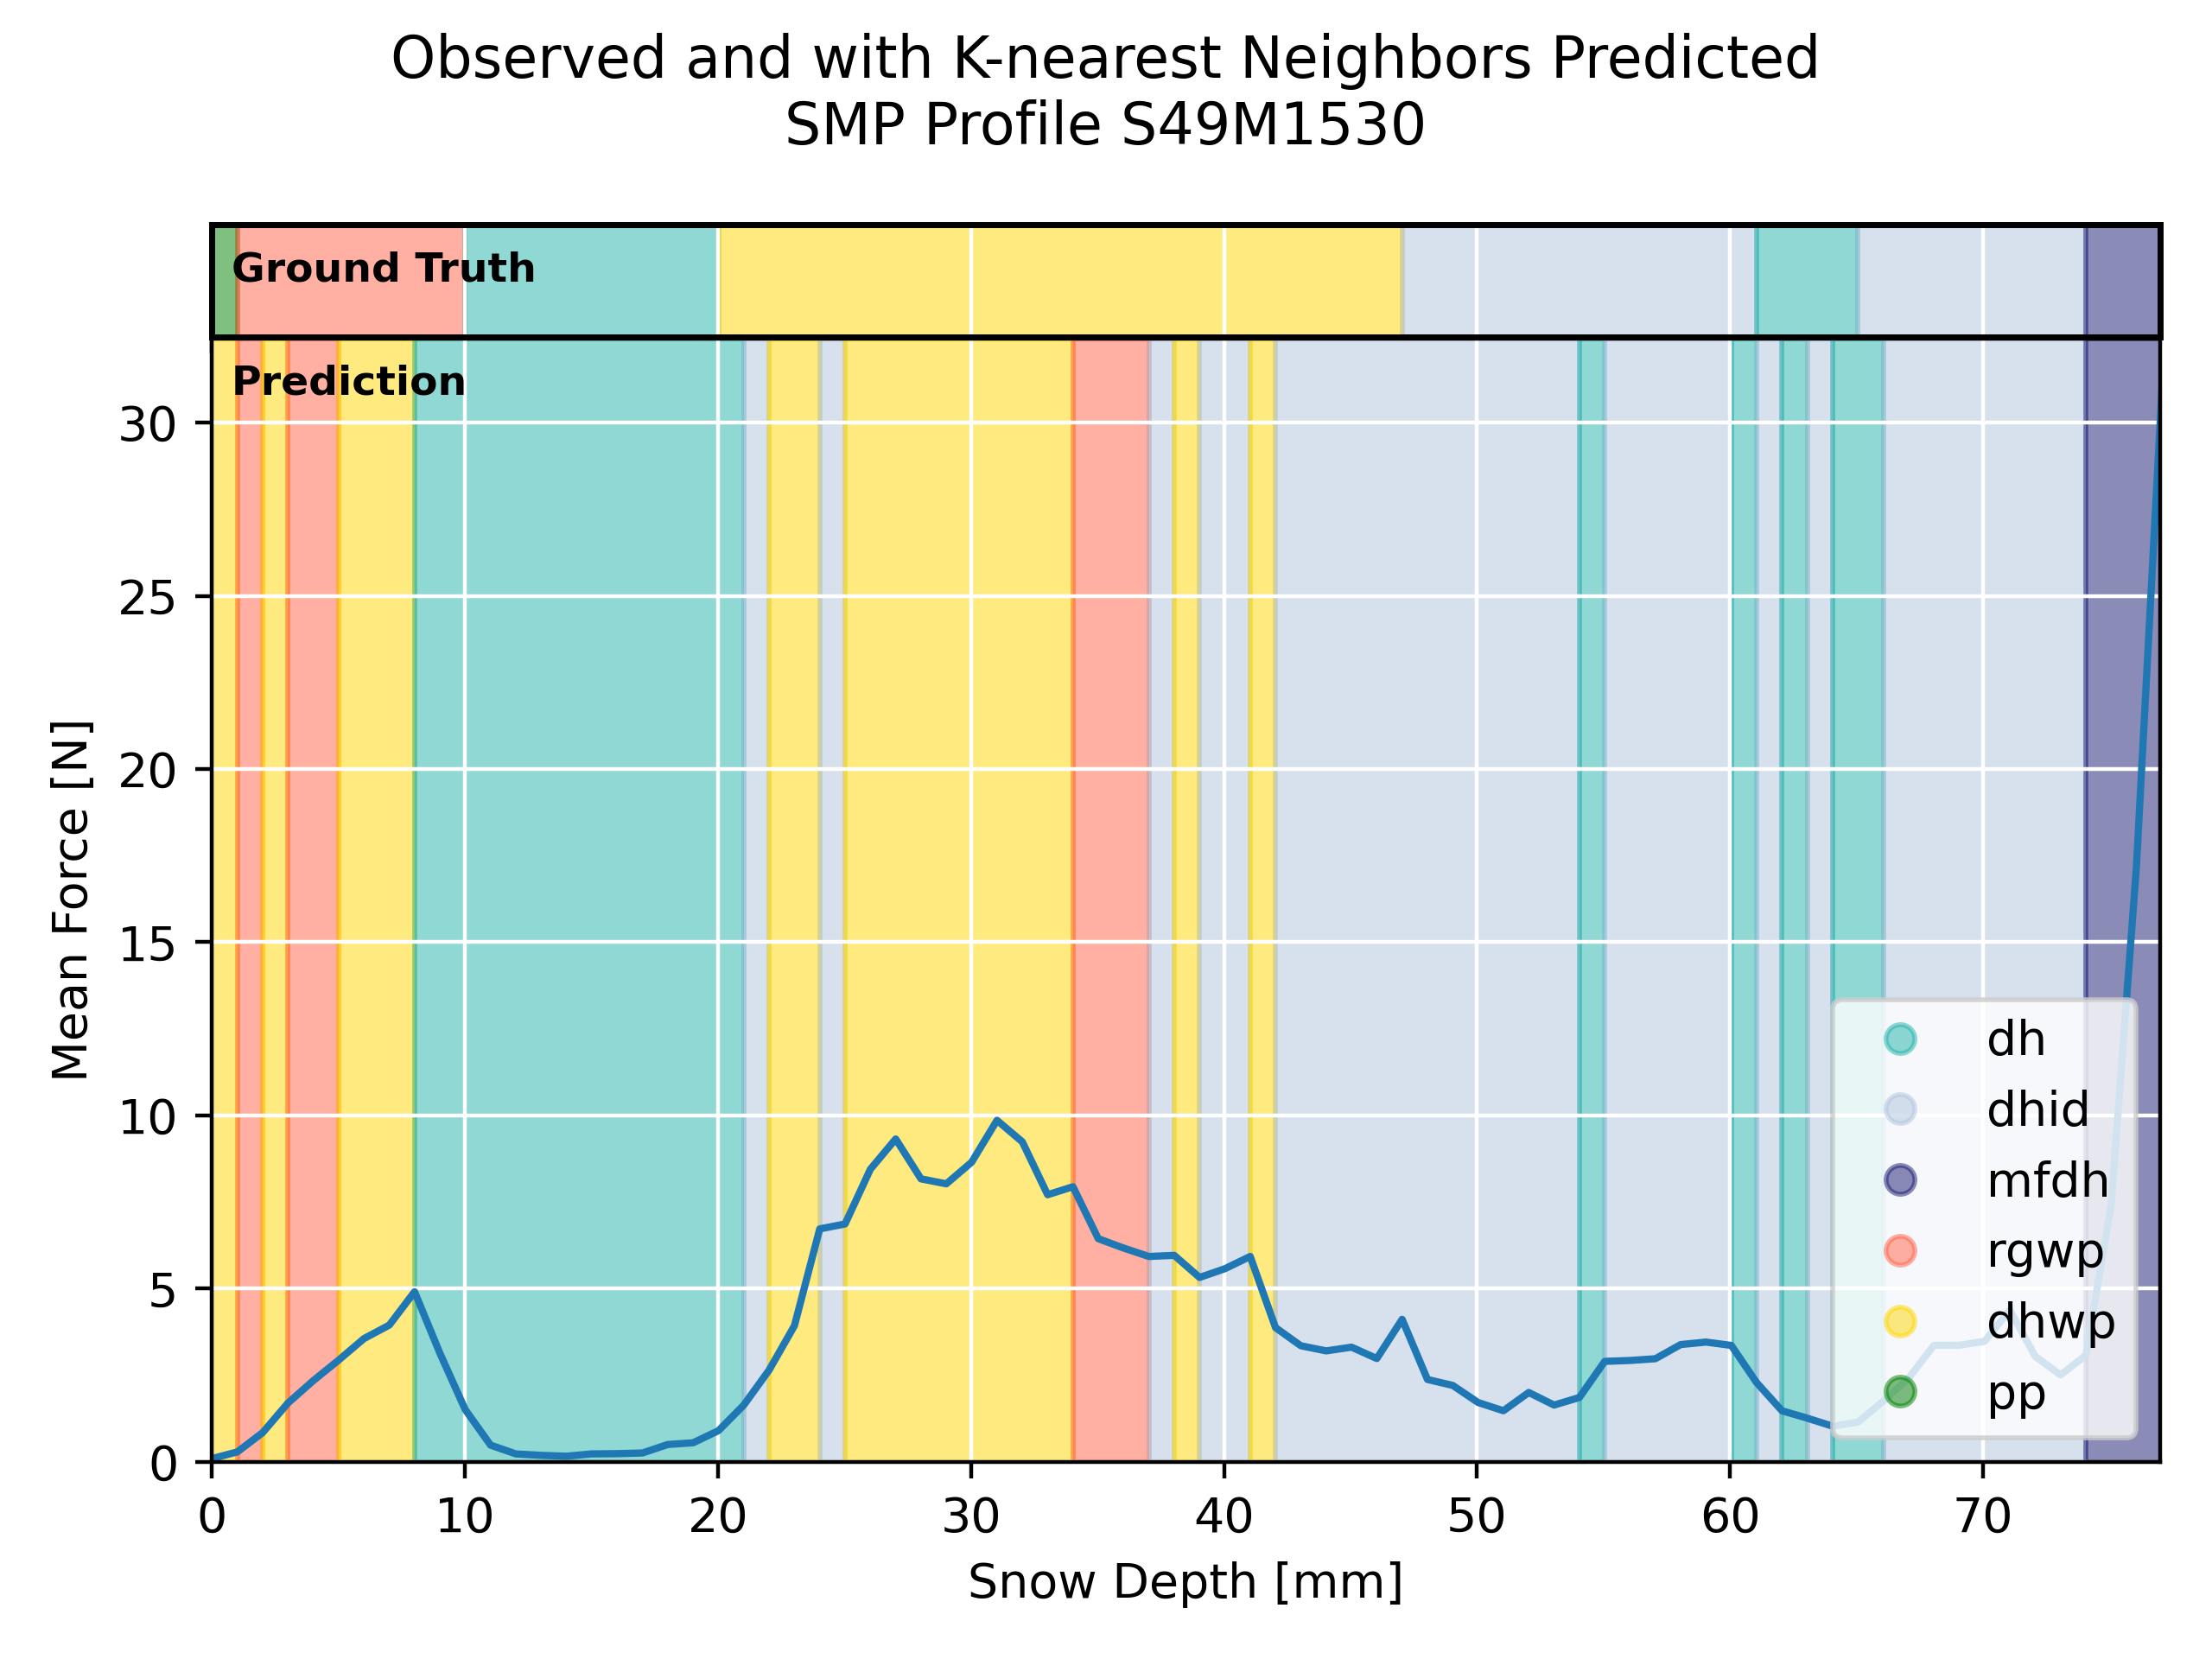 Observed and with K-nearest Neighbors Predicted
SMP Profile S49M1530
Ground Truth
Prediction
30
25
20
15
10
5
0
Mean Force [N]
dh
dhid
mfdh
rgwp
dhwp
pp
0 10 20 30 40 50 60 70
Snow Depth [mm]